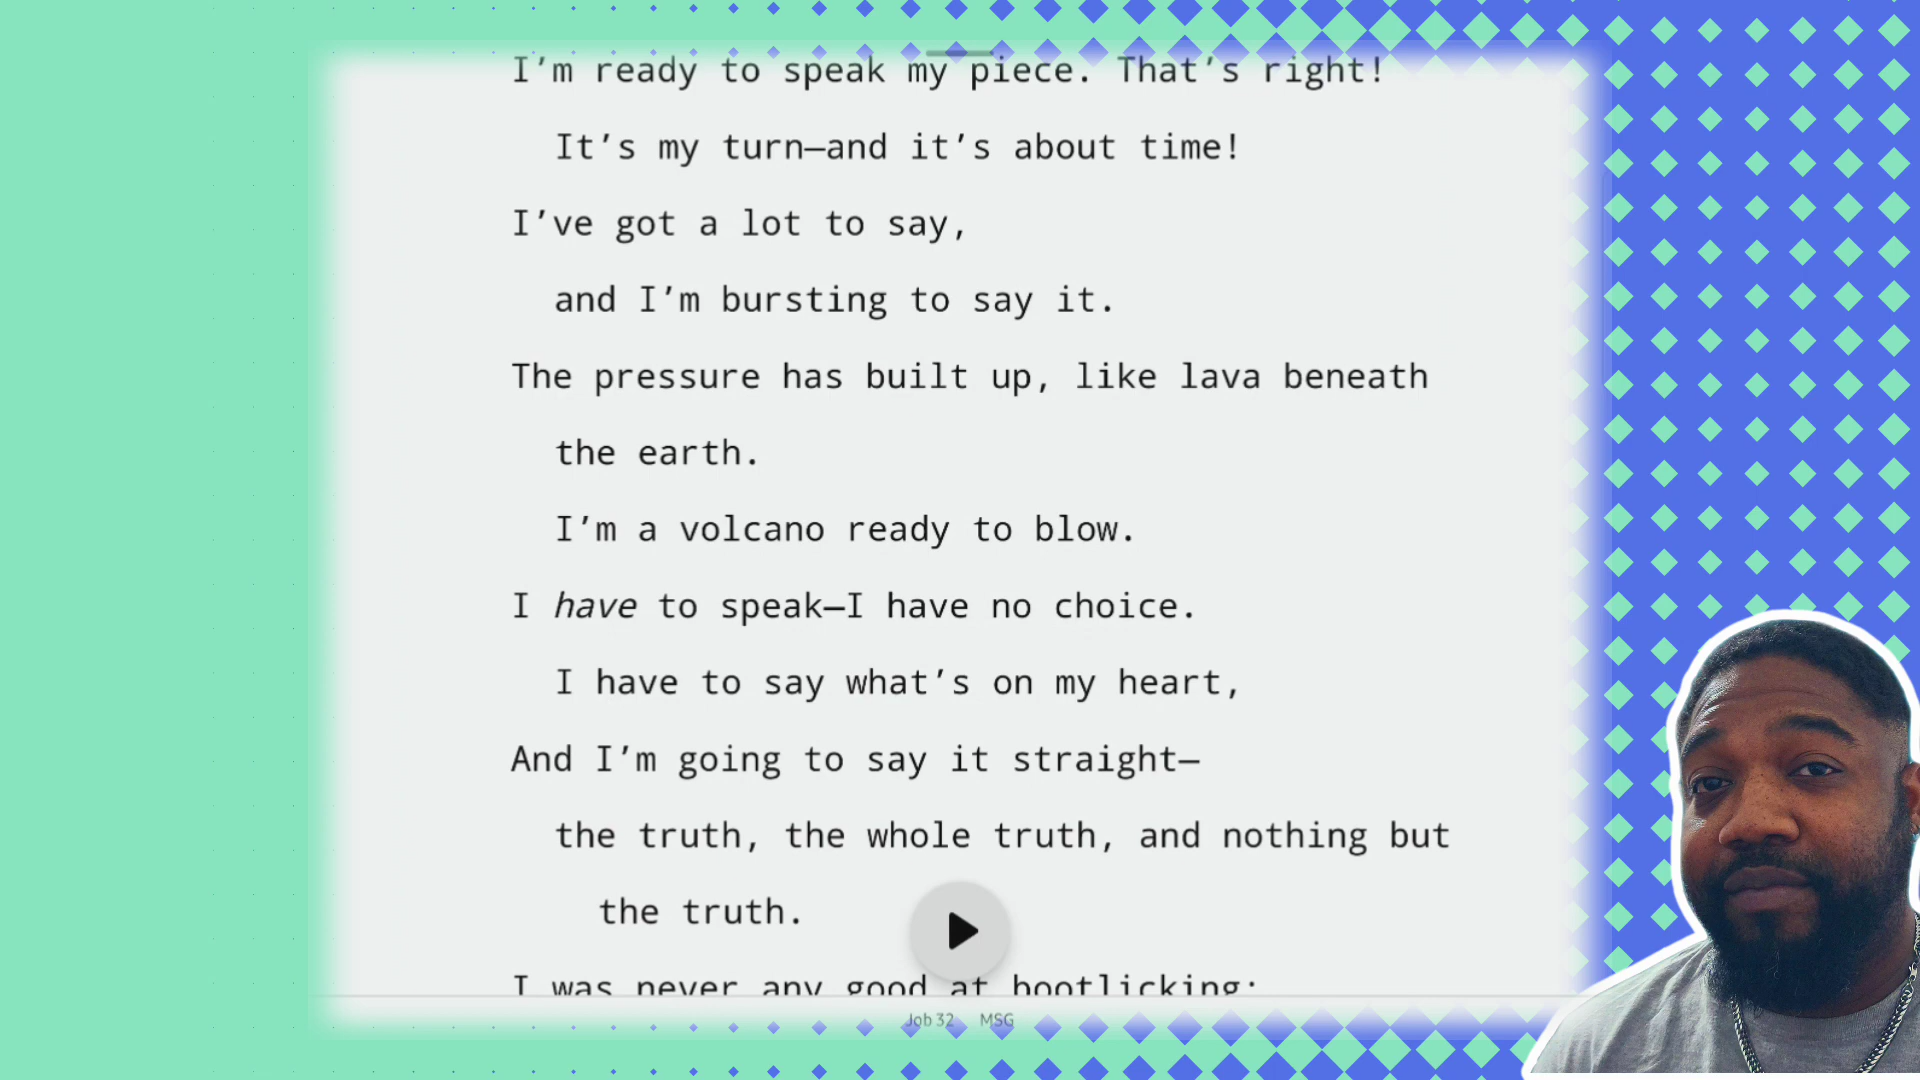 I’m ready to speak my piece. That’s right!
It’s my turn—and it’s about time!
I’ve got a lot to say,
and I’m bursting to say it.
The pressure has built up, like lava beneath
the earth.
I’m a volcano ready to blow.
I have to speak—I have no choice.
I have to say what’s on my heart,
And I’m going to say it straight—
the truth, the whole truth, and nothing but
the truth.
I was never any good at bootlicking;
Job 32 MSG